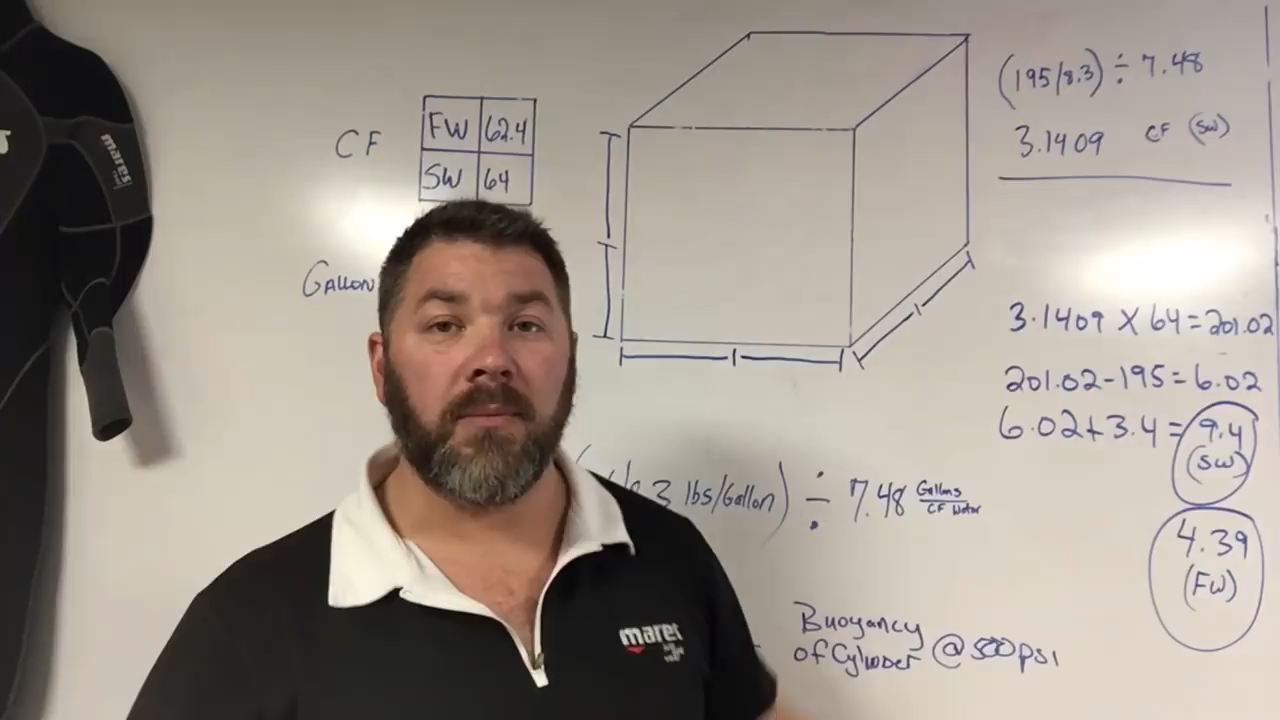 mares
CF
FW 62.4
SW 64
GALLON
(195/8.3) ÷ 7.48
3.1409 CF (SW)
3.1409 X 64=201.02
201.02-195=6.02
6.02+3.4=9.4
(SW)
4.39
(FW)
3 lbs/Gallon) ÷ 7.48 Gallons
CF Water
Buoyancy
of Cylinder @ 500psi
mares